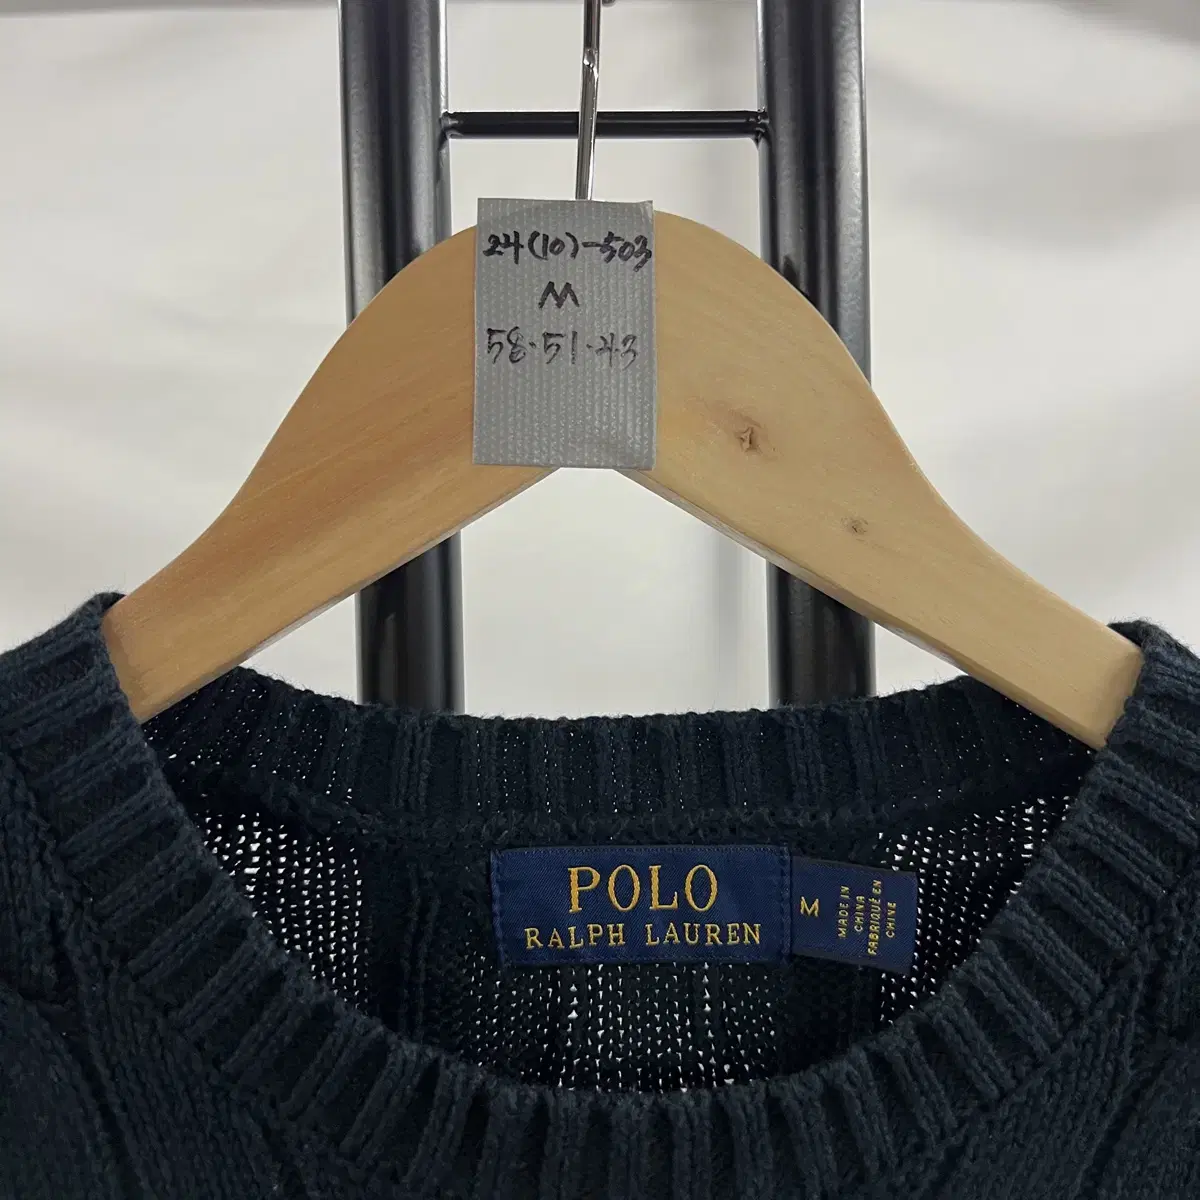 24(10)-503
M
58.51.43
POLO
RALPH LAUREN
M
MADE IN
CHINA
FABRIQUÉ EN
CHINE